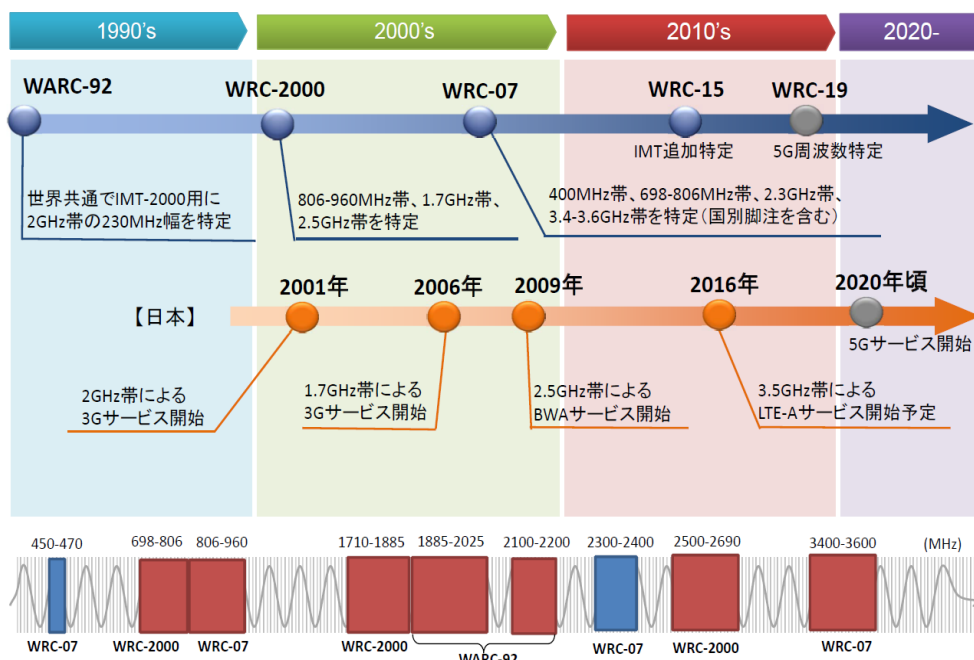 1990's
2000's
2010's
2020-
WARC-92
WRC-2000
WRC-07
WRC-15
WRC-19
IMT追加特定
5G周波数特定
世界共通でIMT-2000用に
2GHz帯の230MHz幅を特定
806-960MHz帯、1.7GHz帯、
2.5GHz帯を特定
400MHz帯、698-806MHz帯、2.3GHz帯、
3.4-3.6GHz帯を特定(国別脚注を含む)
【日本】
2001年
2006年
2009年
2016年
2020年頃
5Gサービス開始
2GHz帯による
3Gサービス開始
1.7GHz帯による
3Gサービス開始
2.5GHz帯による
BWAサービス開始
3.5GHz帯による
LTE-Aサービス開始予定
450-470
698-806
806-960
1710-1885
1885-2025
2100-2200
2300-2400
2500-2690
3400-3600
(MHz)
WRC-07
WRC-2000
WRC-07
WRC-2000
WARC-92
WRC-07
WRC-2000
WRC-07